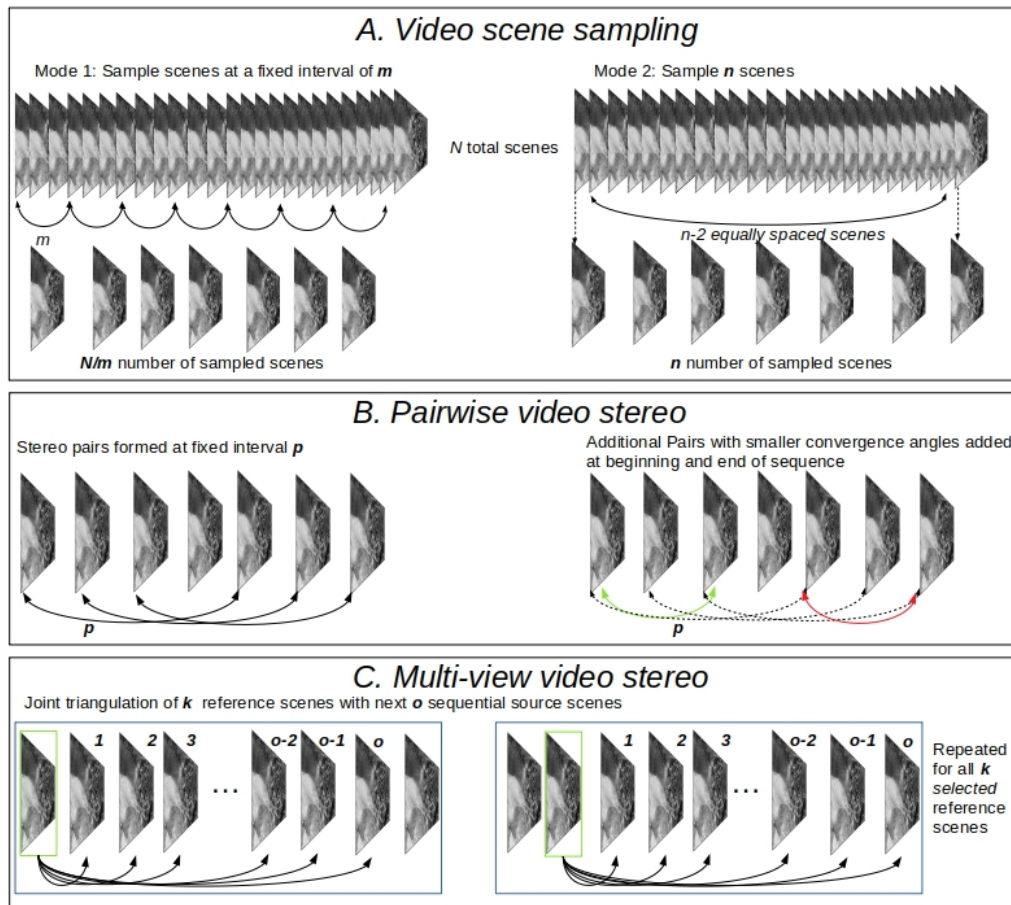 A. Video scene sampling
Mode 1: Sample scenes at a fixed interval of m
Mode 2: Sample n scenes
N total scenes
m
n-2 equally spaced scenes
N/m number of sampled scenes
n number of sampled scenes
B. Pairwise video stereo
Stereo pairs formed at fixed interval p
Additional Pairs with smaller convergence angles added
at beginning and end of sequence
p
p
C. Multi-view video stereo
Joint triangulation of k reference scenes with next o sequential source scenes
1 2 3 o-2 o-1 o
...
1 2 3 o-2 o-1 o
...
Repeated
for all k
selected
reference
scenes